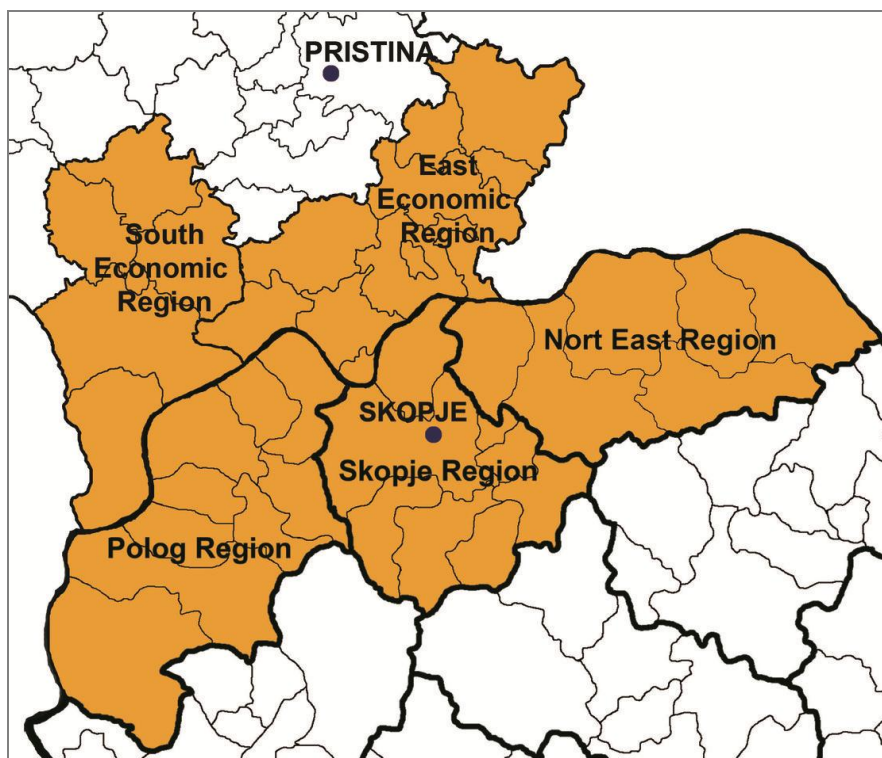 PRISTINA
East
Economic
Region
South
Economic
Region
Nort East Region
SKOPJE
Skopje Region
Polog Region